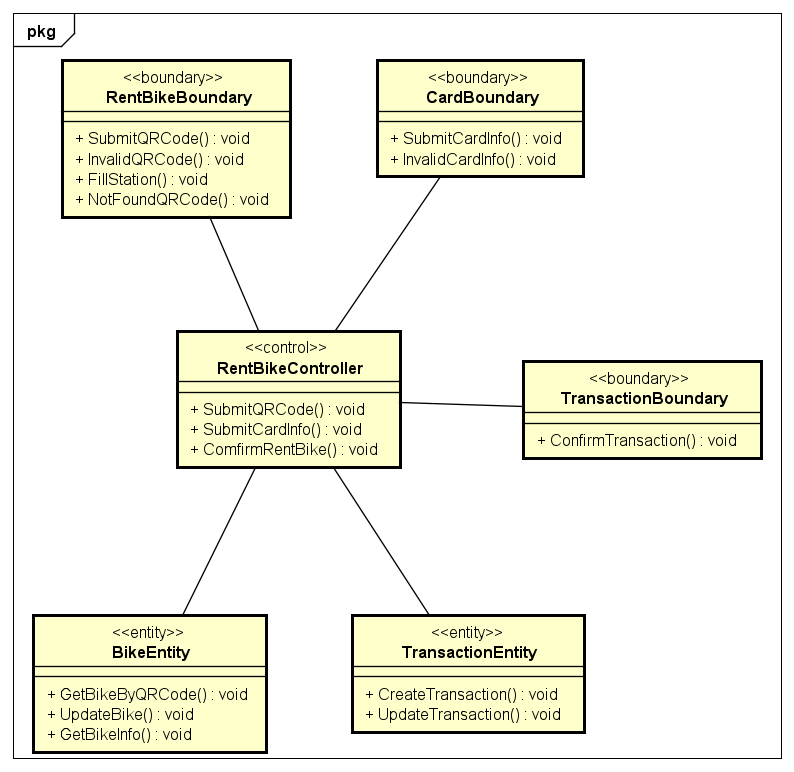 pkg
<<boundary>>
RentBikeBoundary
+ SubmitQRCode() : void
+ InvalidQRCode() : void
+ FillStation() : void
+ NotFoundQRCode() : void
<<boundary>>
CardBoundary
+ SubmitCardInfo() : void
+ InvalidCardInfo() : void
<<control>>
RentBikeController
+ SubmitQRCode() : void
+ SubmitCardInfo() : void
+ ComfirmRentBike() : void
<<boundary>>
TransactionBoundary
+ ConfirmTransaction() : void
<<entity>>
BikeEntity
+ GetBikeByQRCode() : void
+ UpdateBike() : void
+ GetBikeInfo() : void
<<entity>>
TransactionEntity
+ CreateTransaction() : void
+ UpdateTransaction() : void